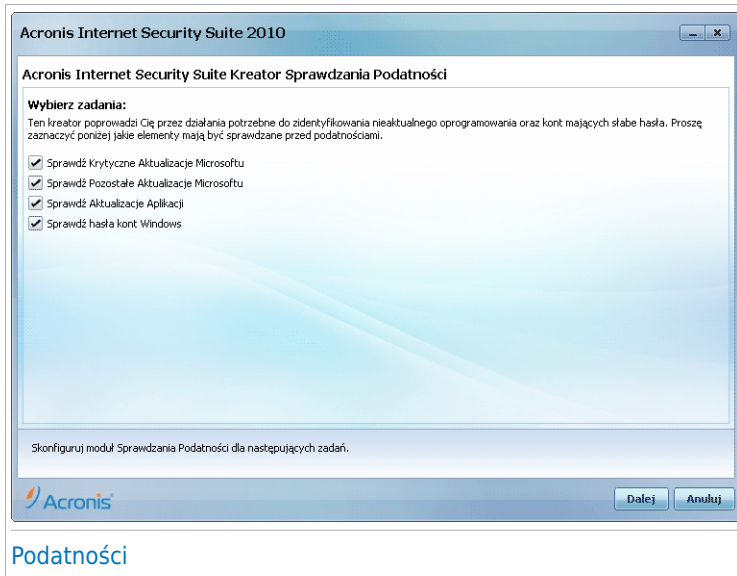 Acronis Internet Security Suite 2010
Acronis Internet Security Suite Kreator Sprawdzania Podatności
Wybierz zadania:
Ten kreator poprowadzi Cię przez działania potrzebne do zidentyfikowania nieaktualnego oprogramowania oraz kont mających słabe hasła. Proszę
zaznaczyć poniżej jakie elementy mają być sprawdzane przed podatnościami.
Sprawdź Krytyczne Aktualizacje Microsoftu
Sprawdź Pozostałe Aktualizacje Microsoftu
Sprawdź Aktualizacje Aplikacji
Sprawdź hasła kont Windows
Skonfiguruj moduł Sprawdzania Podatności dla następujących zadań.
Acronis
Dalej Anuluj
Podatności